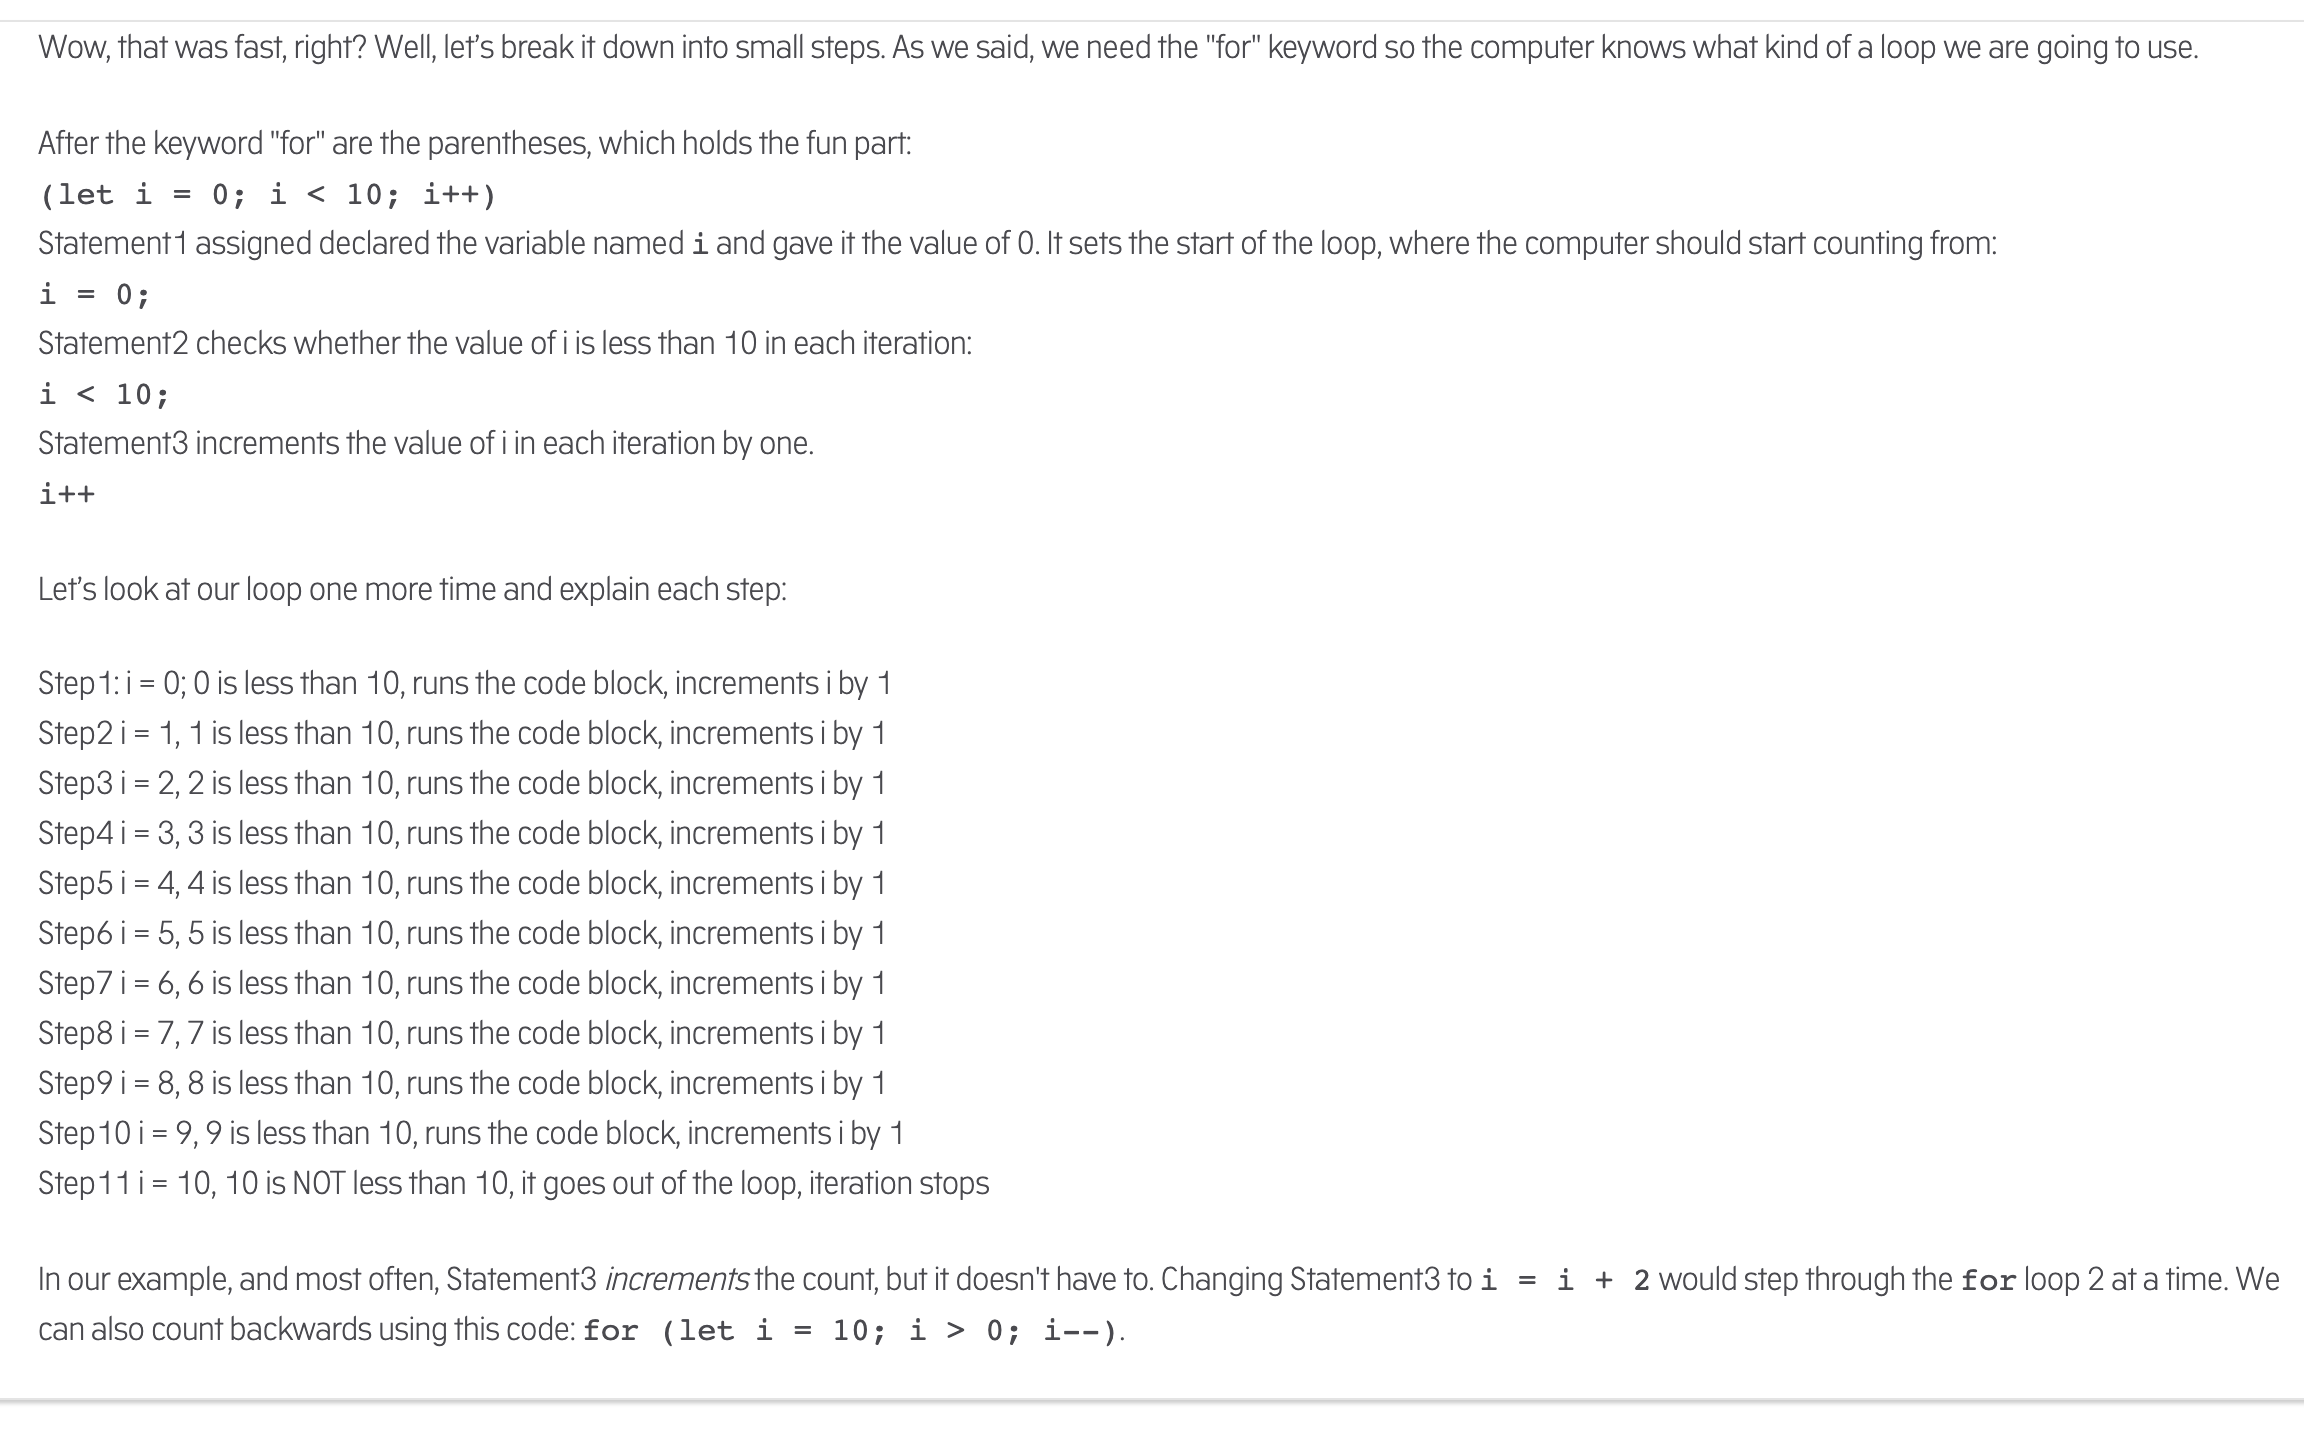 Wow, that was fast, right? Well, let’s break it down into small steps. As we said, we need the "for" keyword so the computer knows what kind of a loop we are going to use.
After the keyword "for" are the parentheses, which holds the fun part:
(let i = 0; i < 10; i++)
Statement1 assigned declared the variable named i and gave it the value of 0. It sets the start of the loop, where the computer should start counting from:
i = 0;
Statement2 checks whether the value of i is less than 10 in each iteration:
i < 10;
Statement3 increments the value of i in each iteration by one.
i++
Let’s look at our loop one more time and explain each step:
Step1: i = 0; 0 is less than 10, runs the code block, increments i by 1
Step2 i = 1, 1 is less than 10, runs the code block, increments i by 1
Step3 i = 2, 2 is less than 10, runs the code block, increments i by 1
Step4 i = 3, 3 is less than 10, runs the code block, increments i by 1
Step5 i = 4, 4 is less than 10, runs the code block, increments i by 1
Step6 i = 5, 5 is less than 10, runs the code block, increments i by 1
Step7 i = 6, 6 is less than 10, runs the code block, increments i by 1
Step8 i = 7, 7 is less than 10, runs the code block, increments i by 1
Step9 i = 8, 8 is less than 10, runs the code block, increments i by 1
Step10 i = 9, 9 is less than 10, runs the code block, increments i by 1
Step11 i = 10, 10 is NOT less than 10, it goes out of the loop, iteration stops
In our example, and most often, Statement3 increments the count, but it doesn't have to. Changing Statement3 to i = i + 2 would step through the for loop 2 at a time. We
can also count backwards using this code: for (let i = 10; i > 0; i--).